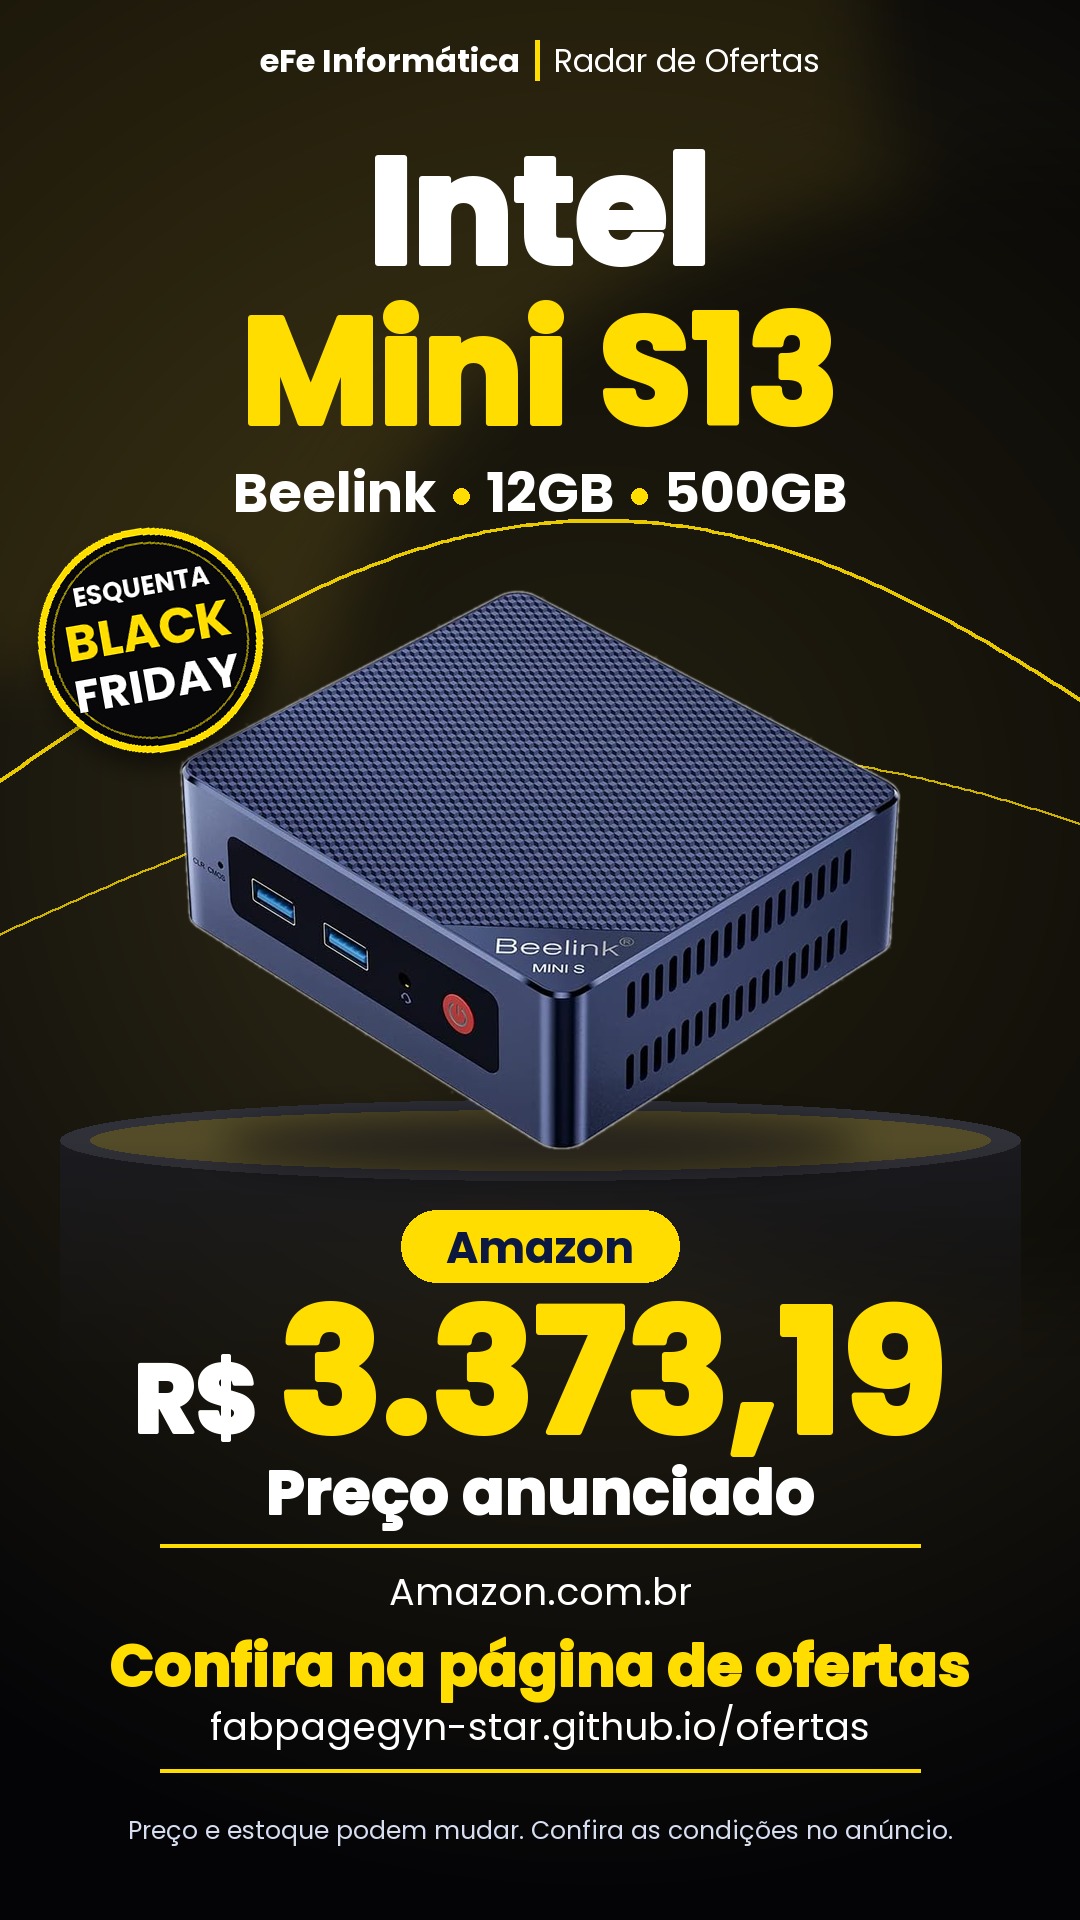 eFe Informática | Radar de Ofertas
Intel
Mini S13
Beelink • 12GB • 500GB
ESQUENTA
BLACK
FRIDAY
CLR CMOS
Beelink®
MINI S
Amazon
R$ 3.373,19
Preço anunciado
Amazon.com.br
Confira na página de ofertas
fabpagegyn-star.github.io/ofertas
Preço e estoque podem mudar. Confira as condições no anúncio.